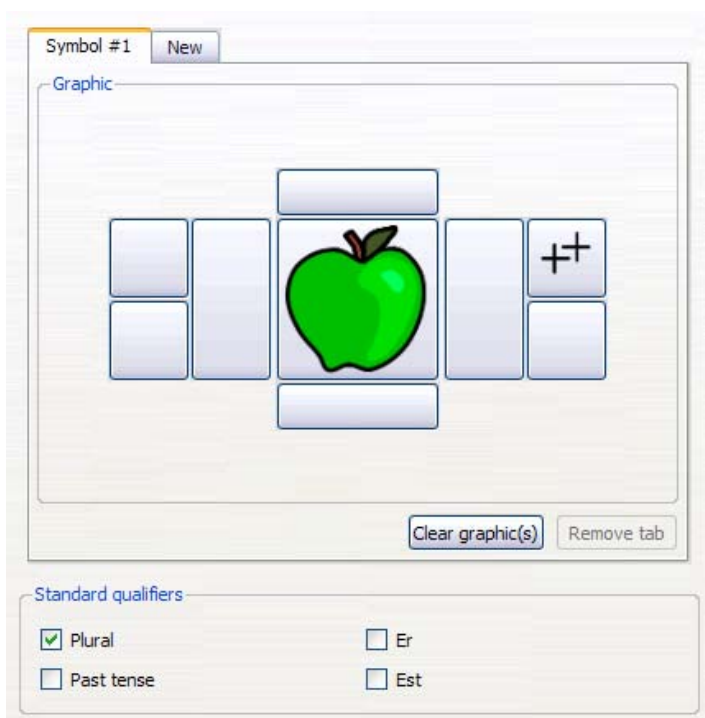 Symbol #1 New
Graphic
++
Clear graphic(s) Remove tab
Standard qualifiers
Plural Er
Past tense Est